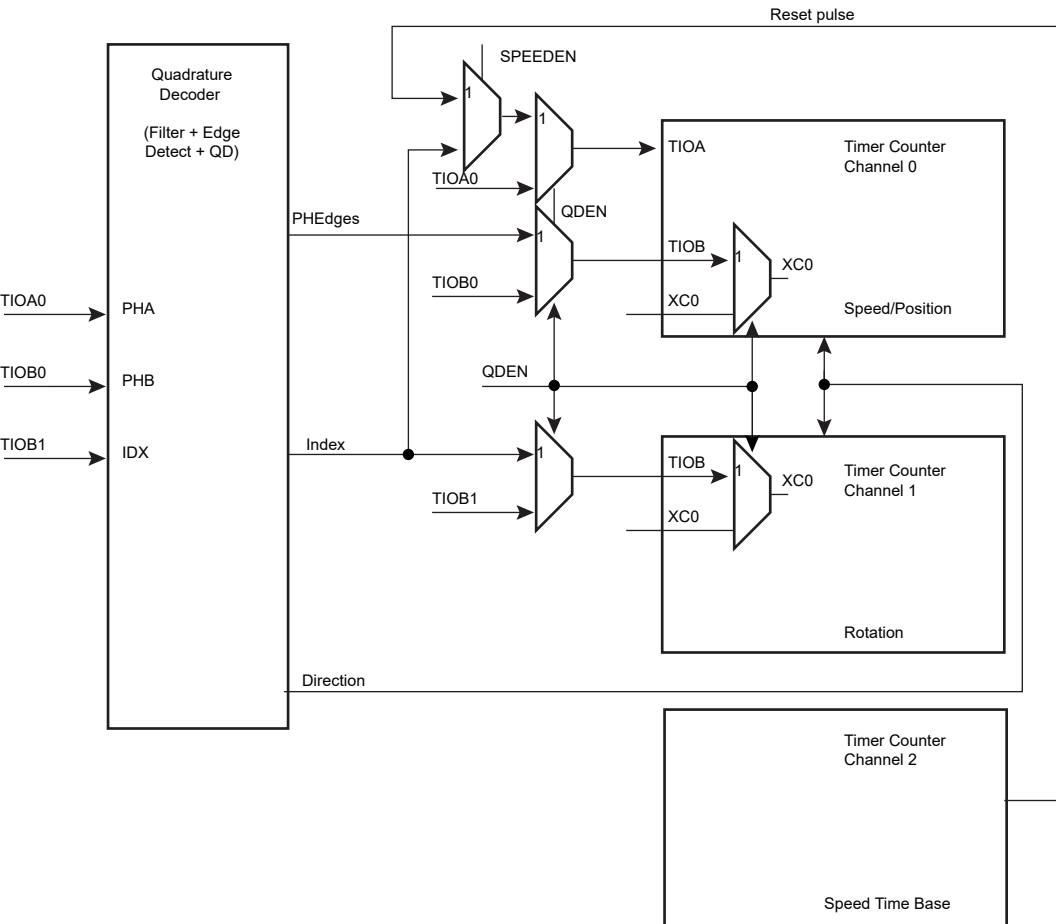 Reset pulse
SPEEDEN
Quadrature
Decoder
(Filter + Edge
Detect + QD)
1
1
TIOA
Timer Counter
Channel 0
TIOA0
QDEN
PHEdges
1
TIOB
1
XC0
TIOB0
XC0
Speed/Position
TIOA0
PHA
QDEN
TIOB0
PHB
TIOB1
IDX
Index
1
TIOB
1
XC0
Timer Counter
Channel 1
TIOB1
XC0
Rotation
Direction
Timer Counter
Channel 2
Speed Time Base